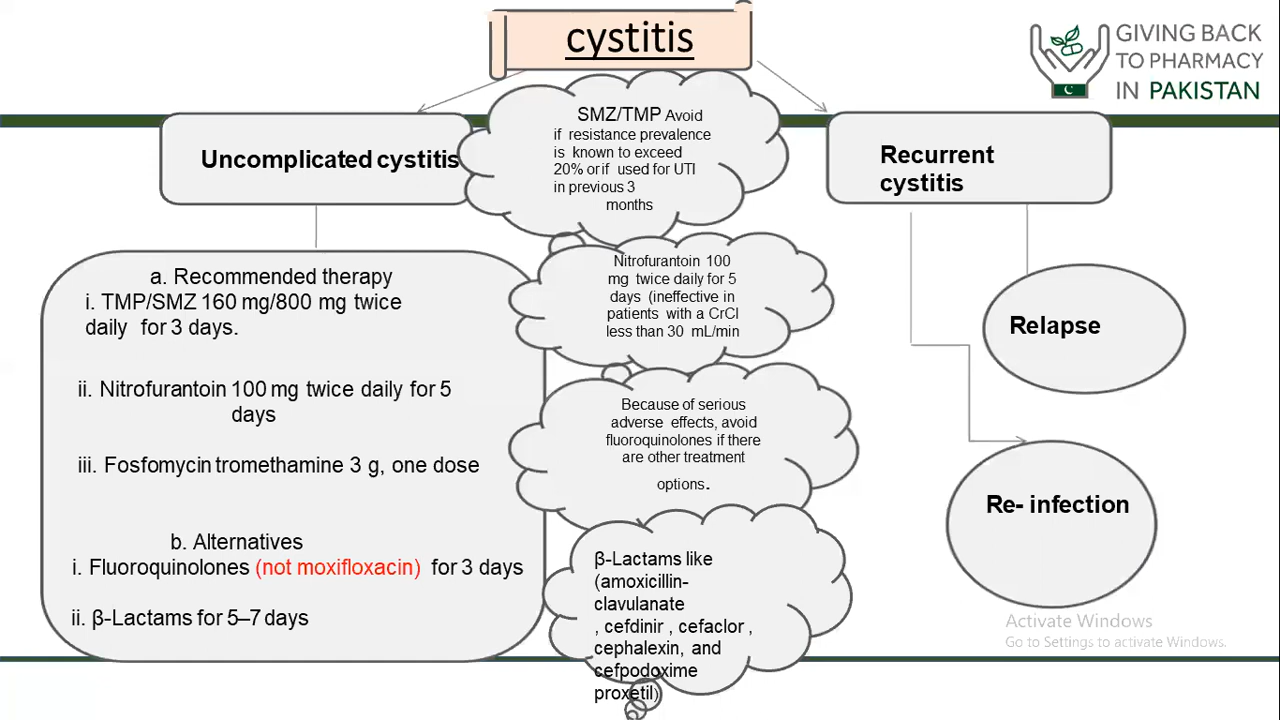 cystitis
GIVING BACK
TO PHARMACY
IN PAKISTAN
Uncomplicated cystitis
SMZ/TMP Avoid
if resistance prevalence
is known to exceed
20% or if used for UTI
in previous 3
months
Recurrent
cystitis
a. Recommended therapy
i. TMP/SMZ 160 mg/800 mg twice
daily for 3 days.
ii. Nitrofurantoin 100 mg twice daily for 5
days
iii. Fosfomycin tromethamine 3 g, one dose
b. Alternatives
i. Fluoroquinolones (not moxifloxacin) for 3 days
ii. β-Lactams for 5–7 days
Nitrofurantoin 100
mg twice daily for 5
days (ineffective in
patients with a CrCl
less than 30 mL/min
Because of serious
adverse effects, avoid
fluoroquinolones if there
are other treatment
options.
β-Lactams like
(amoxicillin-
clavulanate
, cefdinir , cefaclor ,
cephalexin, and
cefpodoxime
proxetil)
Relapse
Re- infection
Activate Windows
Go to Settings to activate Windows.